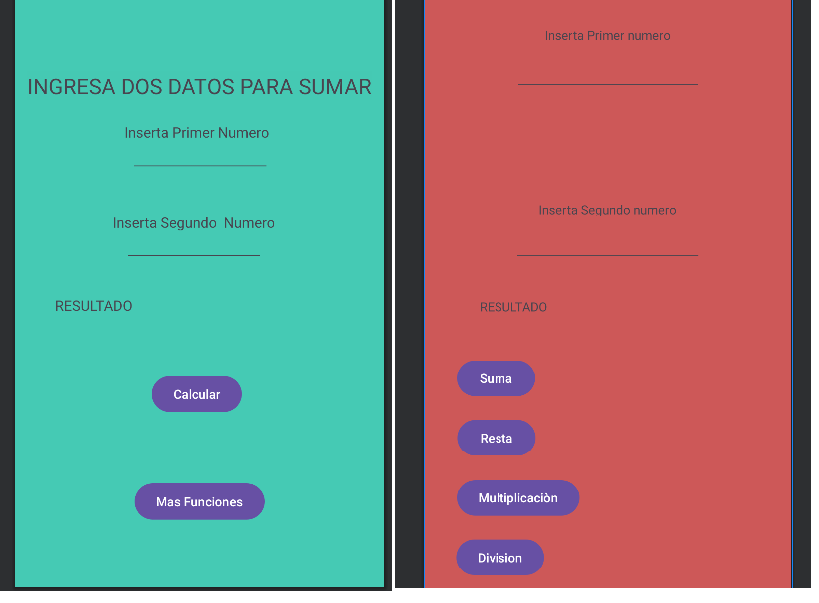 INGRESA DOS DATOS PARA SUMAR
Inserta Primer Numero
Inserta Segundo  Numero
RESULTADO
Calcular
Mas Funciones
Inserta Primer numero
Inserta Segundo numero
RESULTADO
Suma
Resta
Multiplicaciòn
Division